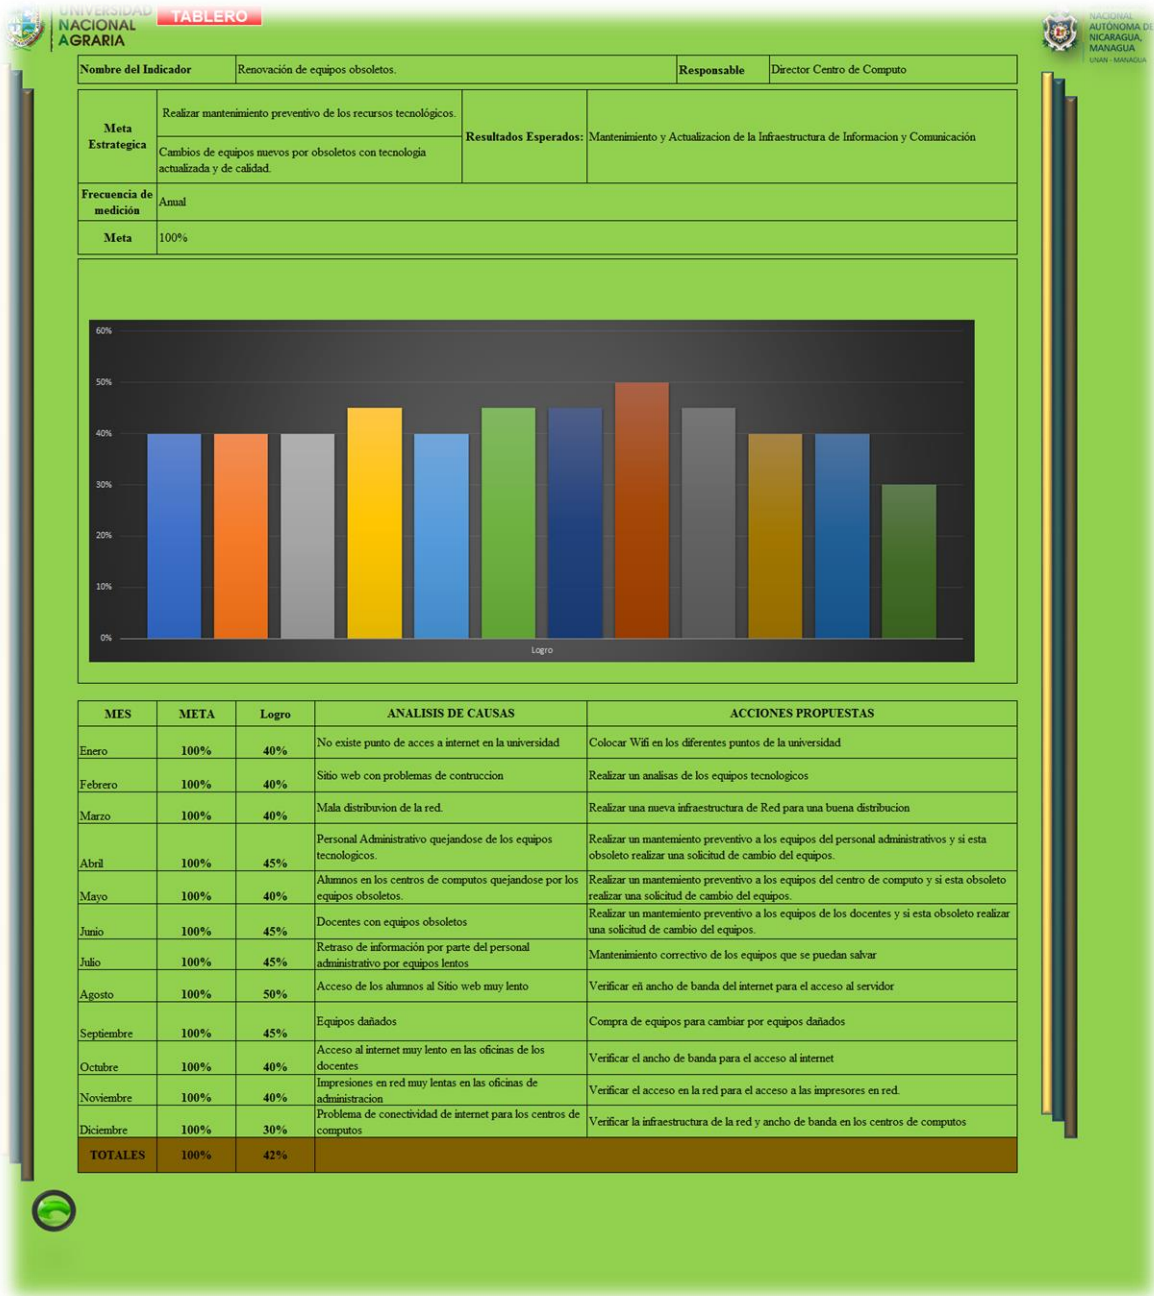 UNIVERSIDAD
NACIONAL
AGRARIA
TABLERO
NACIONAL
AUTÓNOMA DE
NICARAGUA,
MANAGUA
UNAN - MANAGUA
Nombre del Indicador Renovación de equipos obsoletos. Responsable Director Centro de Computo
Meta
Estrategica
Realizar mantenimiento preventivo de los recursos tecnológicos.
Cambios de equipos nuevos por obsoletos con tecnologia
actualizada y de calidad.
Resultados Esperados: Mantenimiento y Actualizacion de la Infraestructura de Informacion y Comunicación
Frecuencia de
medición
Anual
Meta 100%
60%
50%
40%
30%
20%
10%
0%
Logro
MES META Logro ANALISIS DE CAUSAS ACCIONES PROPUESTAS
Enero 100% 40% No existe punto de acces a internet en la universidad Colocar Wifi en los diferentes puntos de la universidad
Febrero 100% 40% Sitio web con problemas de contruccion Realizar un analisas de los equipos tecnologicos
Marzo 100% 40% Mala distribuvion de la red. Realizar una nueva infraestructura de Red para una buena distribucion
Abril 100% 45% Personal Administrativo quejandose de los equipos
tecnologicos.
Realizar un mantemiento preventivo a los equipos del personal administrativos y si esta
obsoleto realizar una solicitud de cambio del equipos.
Mayo 100% 40% Alumnos en los centros de computos quejandose por los
equipos obsoletos.
Realizar un mantemiento preventivo a los equipos del centro de computo y si esta obsoleto
realizar una solicitud de cambio del equipos.
Junio 100% 45% Docentes con equipos obsoletos
Realizar un mantemiento preventivo a los equipos de los docentes y si esta obsoleto realizar
una solicitud de cambio del equipos.
Julio 100% 45% Retraso de información por parte del personal
administrativo por equipos lentos
Mantenimiento correctivo de los equipos que se puedan salvar
Agosto 100% 50% Acceso de los alumnos al Sitio web muy lento Verificar eñ ancho de banda del internet para el acceso al servidor
Septiembre 100% 45% Equipos dañados Compra de equipos para cambiar por equipos dañados
Octubre 100% 40% Acceso al internet muy lento en las oficinas de los
docentes
Verificar el ancho de banda para el acceso al internet
Noviembre 100% 40% Impresiones en red muy lentas en las oficinas de
administracion
Verificar el acceso en la red para el acceso a las impresores en red.
Diciembre 100% 30% Problema de conectividad de internet para los centros de
computos
Verificar la infraestructura de la red y ancho de banda en los centros de computos
TOTALES 100% 42%